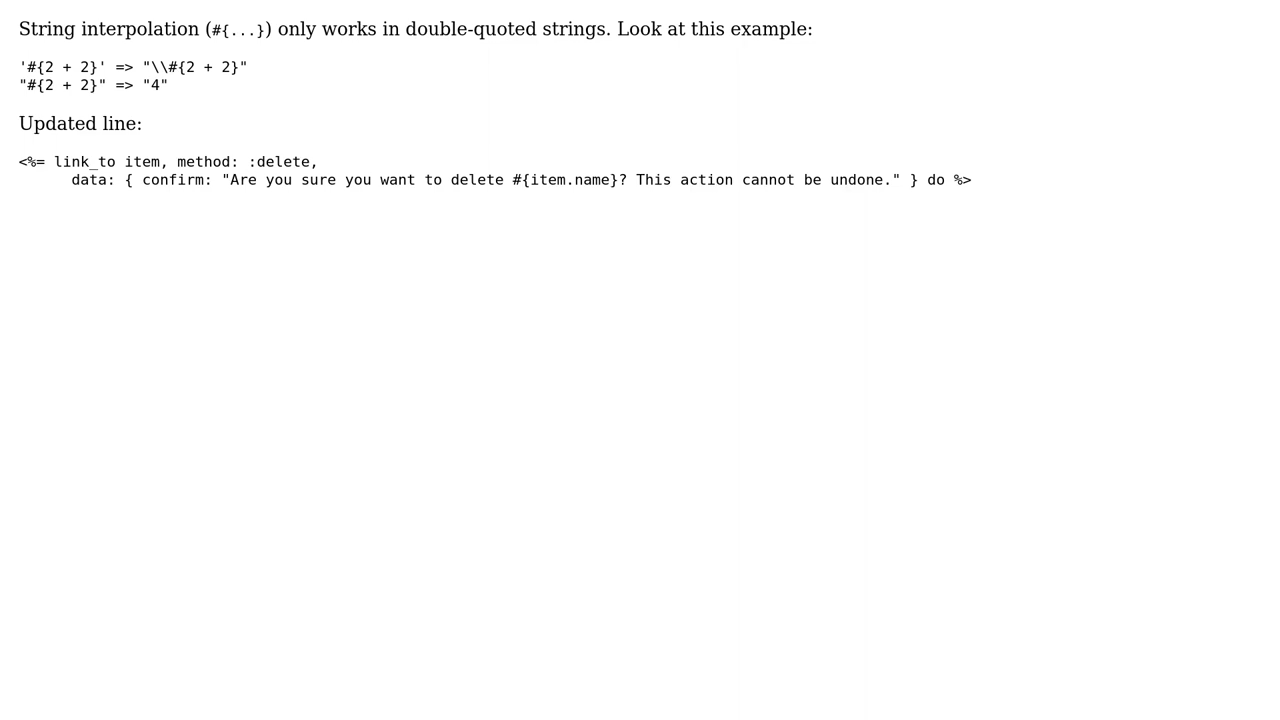 String interpolation (#{...}) only works in double-quoted strings. Look at this example:
'#{2 + 2}' => "\\#{2 + 2}"
"#{2 + 2}" => "4"
Updated line:
<%= link_to item, method: :delete,
      data: { confirm: "Are you sure you want to delete #{item.name}? This action cannot be undone." } do %>